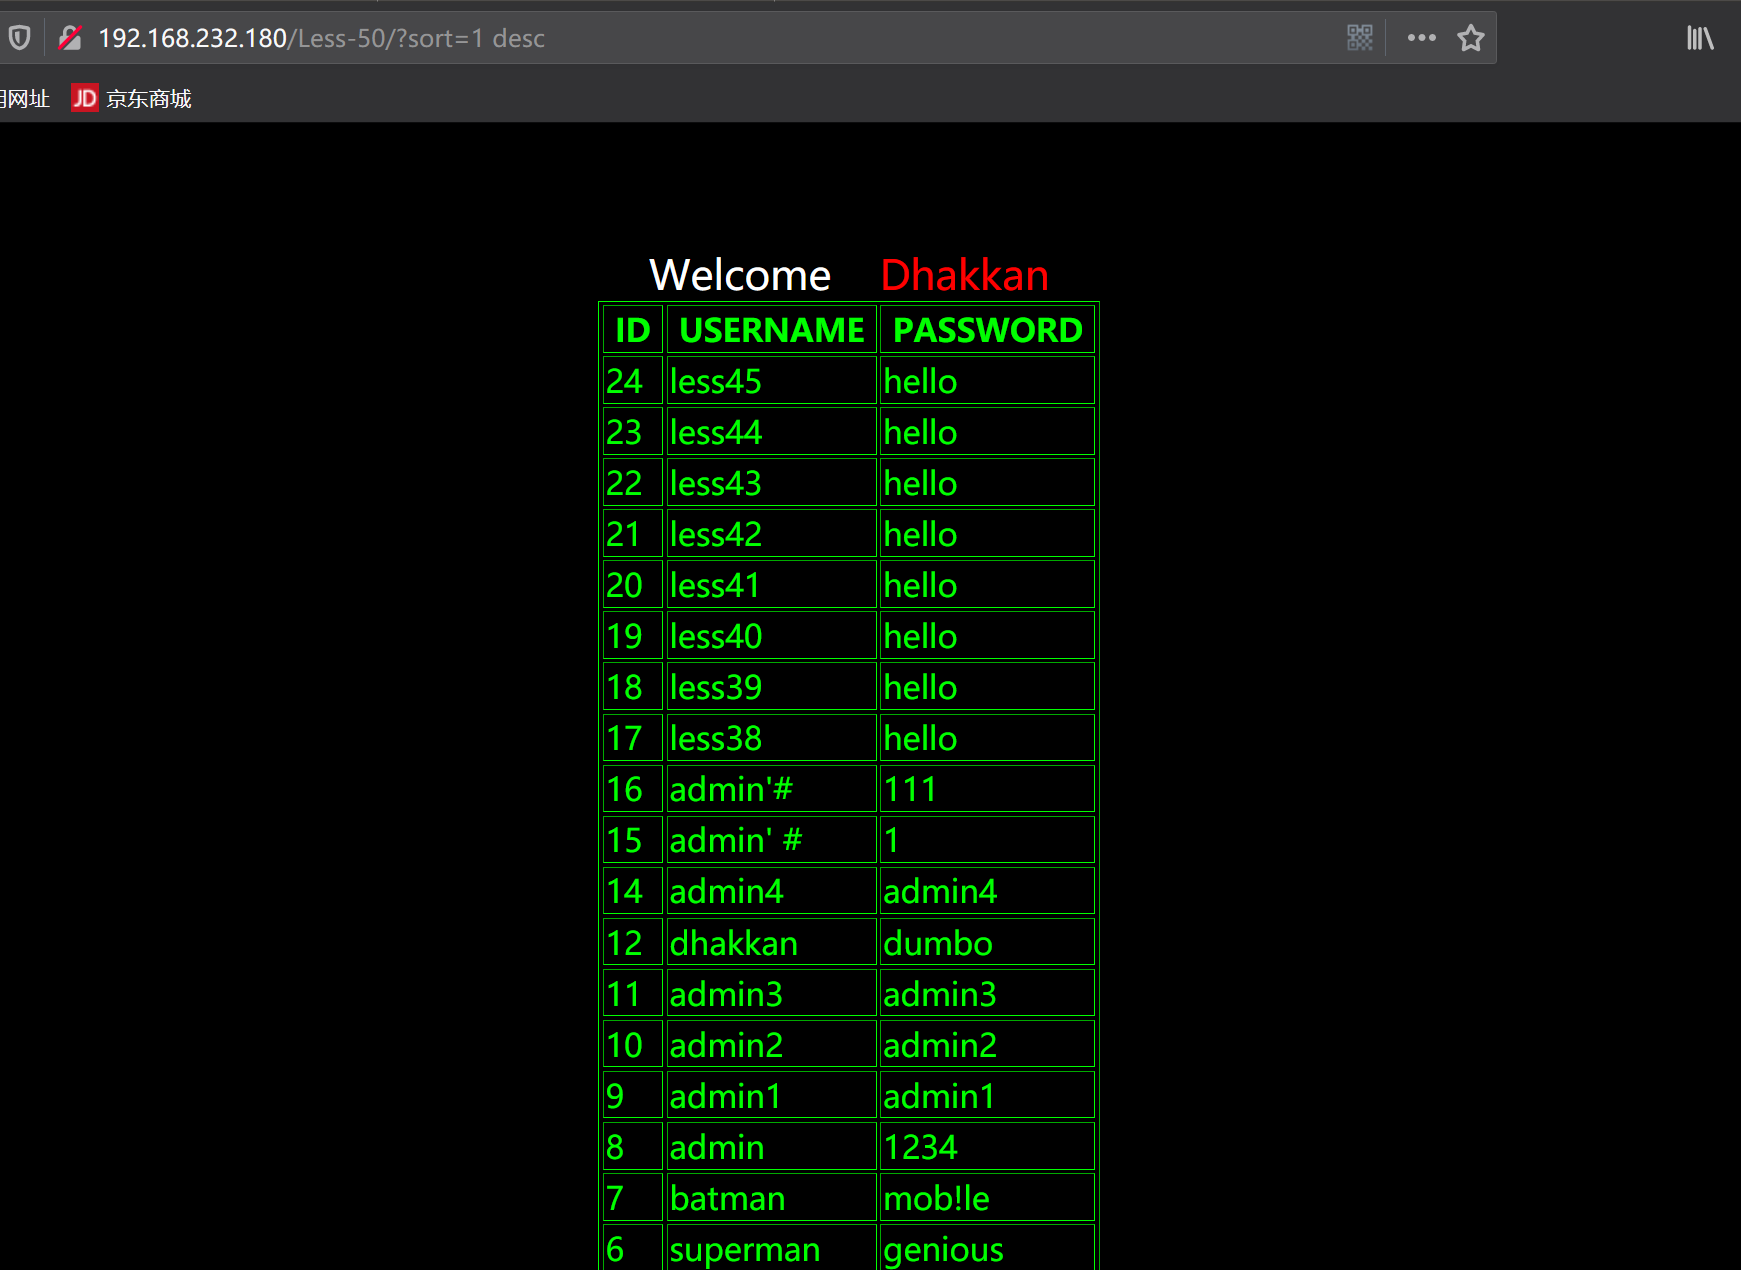 192.168.232.180/Less-50/?sort=1 desc
网址 JD 京东商城
Welcome Dhakkan
ID USERNAME PASSWORD
24 less45 hello
23 less44 hello
22 less43 hello
21 less42 hello
20 less41 hello
19 less40 hello
18 less39 hello
17 less38 hello
16 admin'# 111
15 admin' # 1
14 admin4 admin4
12 dhakkan dumbo
11 admin3 admin3
10 admin2 admin2
9 admin1 admin1
8 admin 1234
7 batman mob!le
6 superman genious